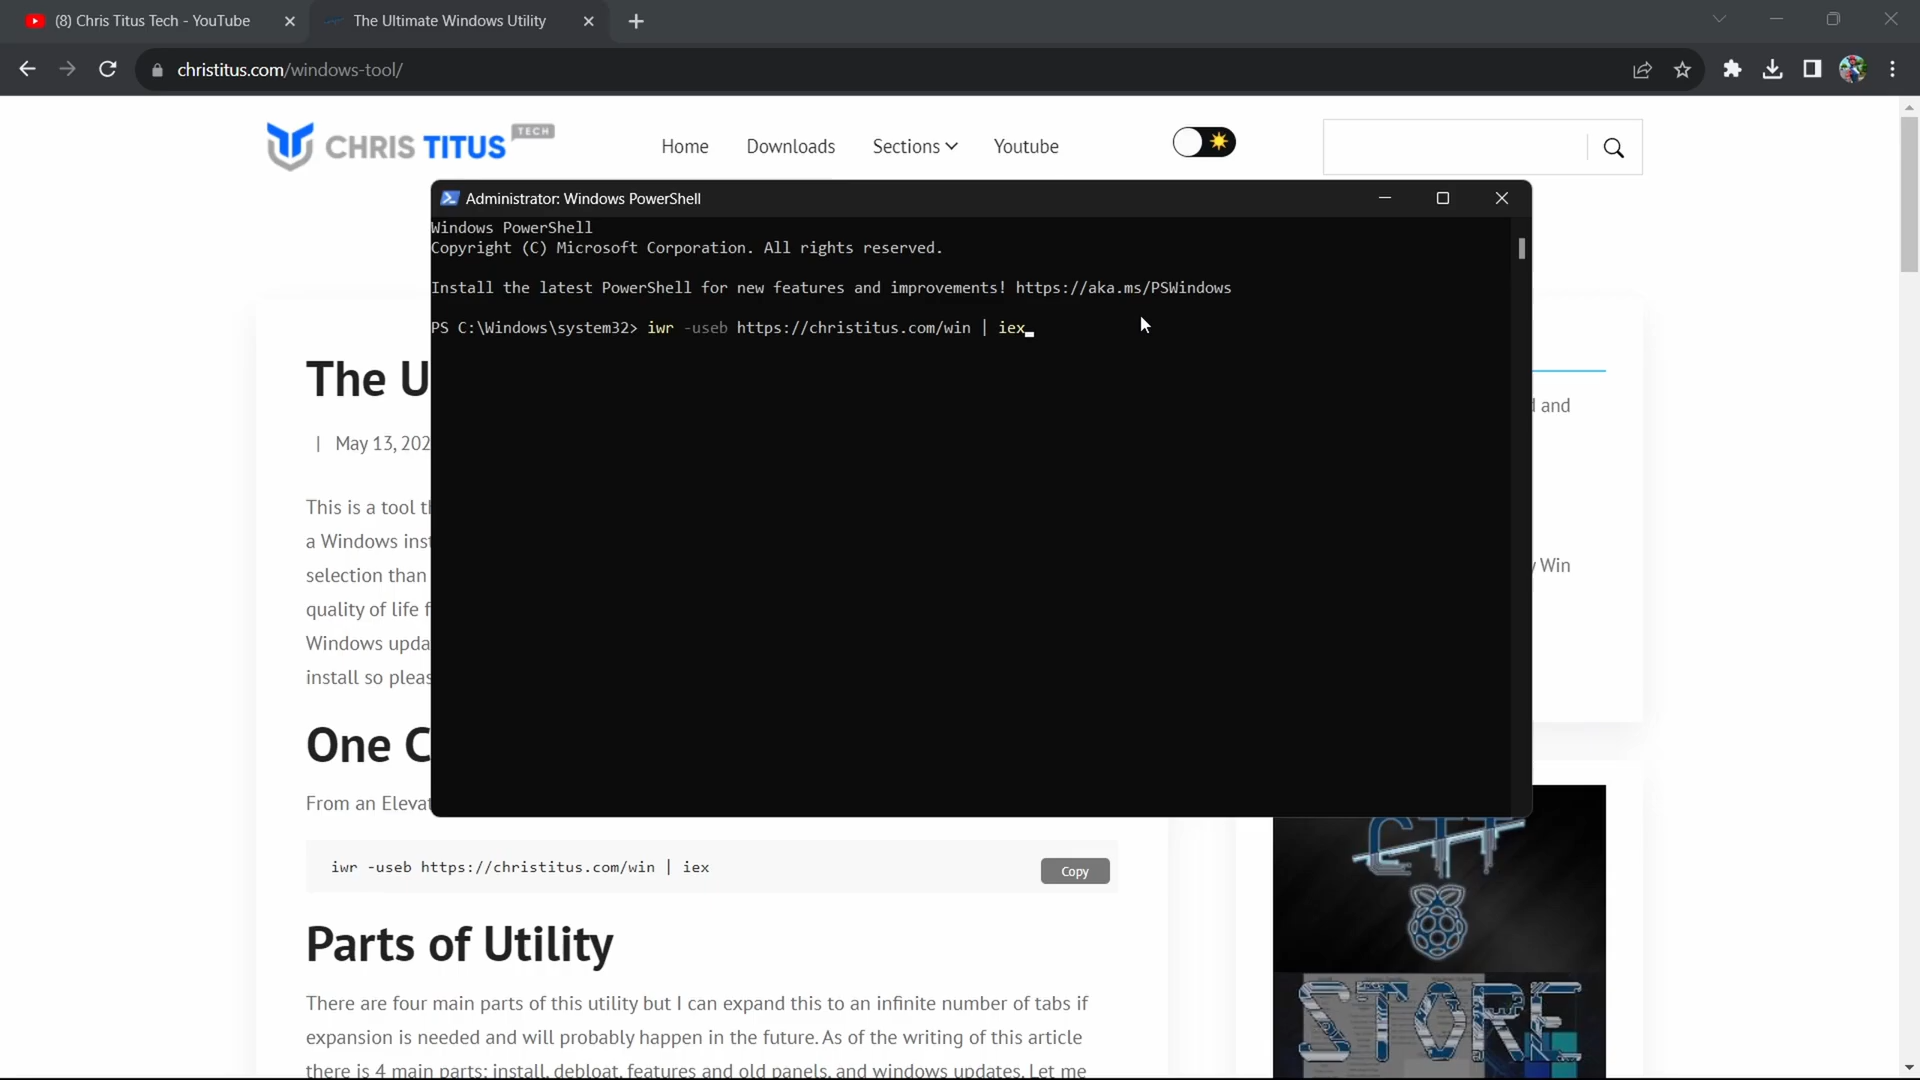 (8) Chris Titus Tech - YouTube
The Ultimate Windows Utility
christitus.com/windows-tool/
CHRIS TITUS TECH
Home
Downloads
Sections
Youtube
Administrator: Windows PowerShell
Windows PowerShell
Copyright (C) Microsoft Corporation. All rights reserved.
Install the latest PowerShell for new features and improvements! https://aka.ms/PSWindows
PS C:\Windows\system32> iwr -useb https://christitus.com/win | iex
The U
| May 13, 202
This is a tool
a Windows
selection than
quality of life
Windows
install so
and
Win
One C
From an
iwr -useb https://christitus.com/win | iex
Copy
Parts of Utility
There are four main parts of this utility but I can expand this to an infinite number of tabs if
expansion is needed and will probably happen in the future. As of the writing of this article
there is 4 main parts: install, debloat, features and old panels, and windows updates. Let me
CTT
STORE